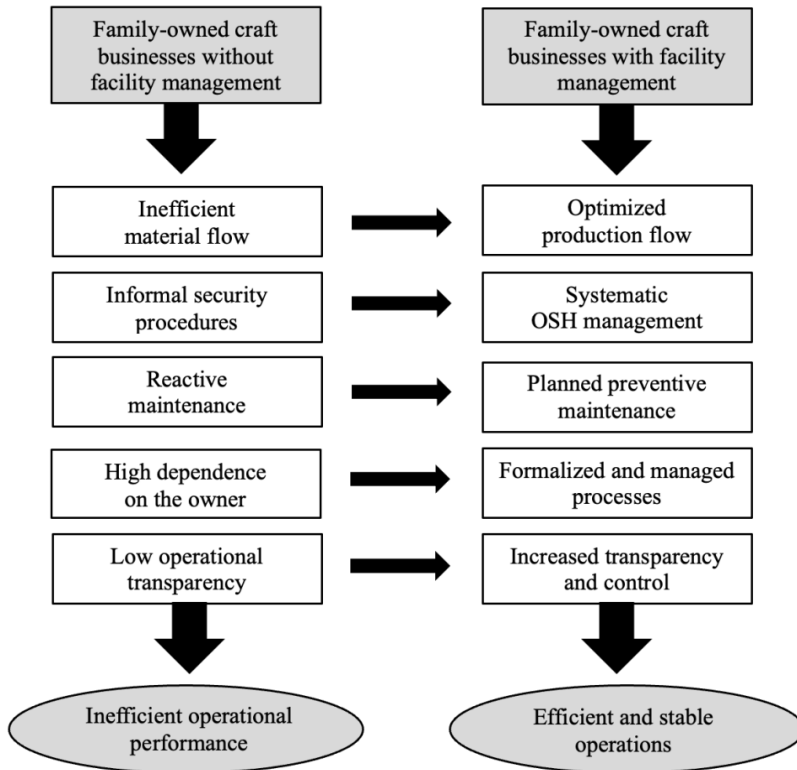 Family-owned craft
businesses without
facility management
Family-owned craft
businesses with facility
management
Inefficient
material flow
Optimized
production flow
Informal security
procedures
Systematic
OSH management
Reactive
maintenance
Planned preventive
maintenance
High dependence
on the owner
Formalized and managed
processes
Low operational
transparency
Increased transparency
and control
Inefficient operational
performance
Efficient and stable
operations